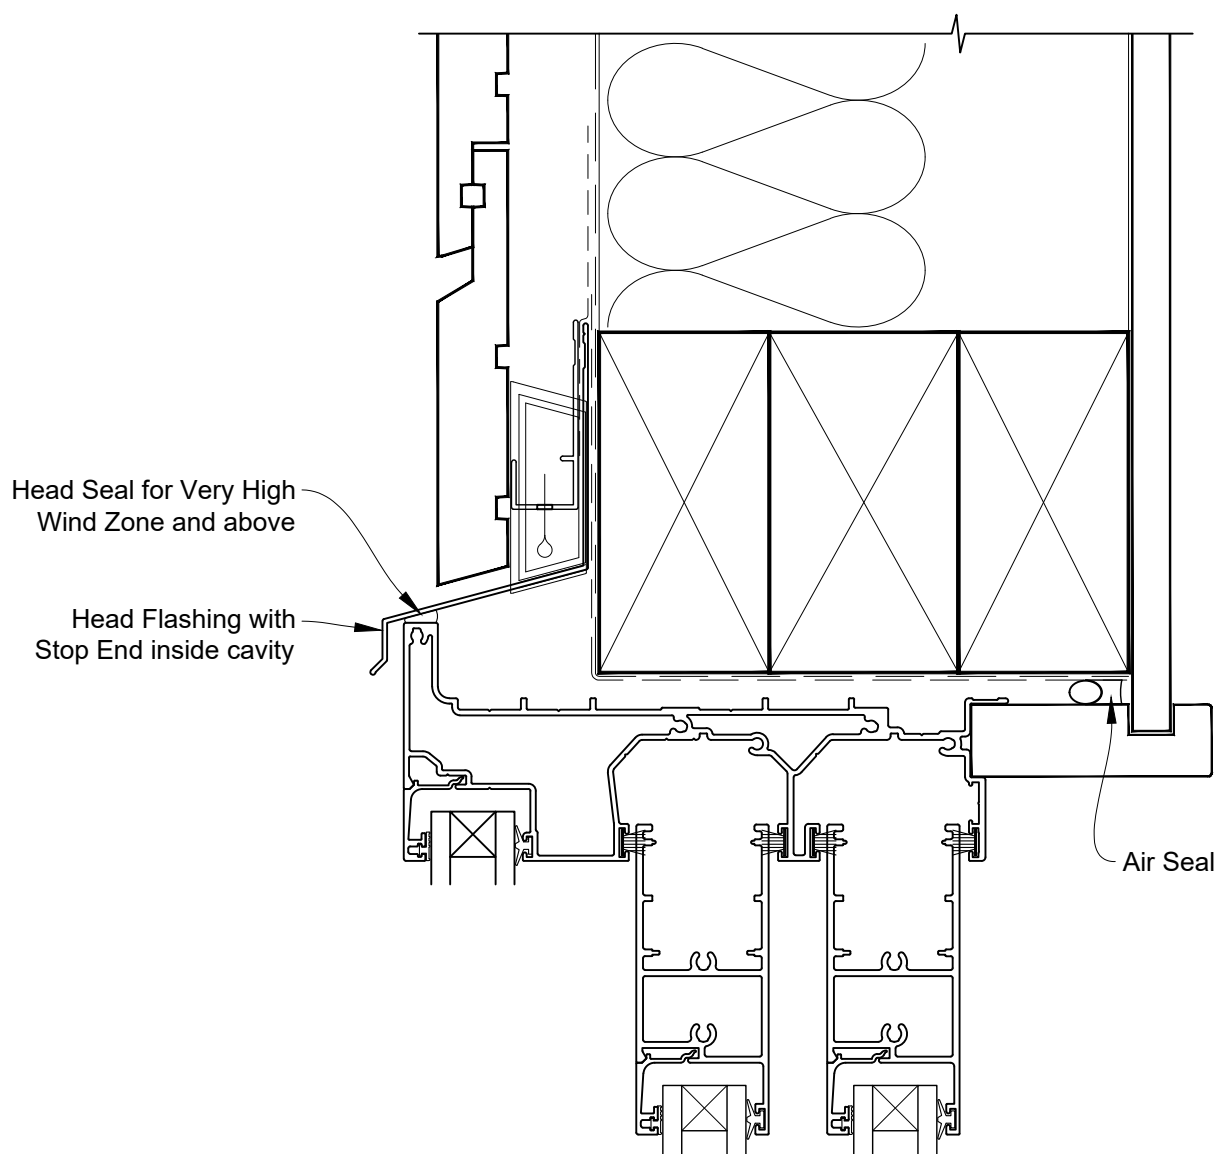 Head Seal for Very High
Wind Zone and above
Head Flashing with
Stop End inside cavity
Air Seal